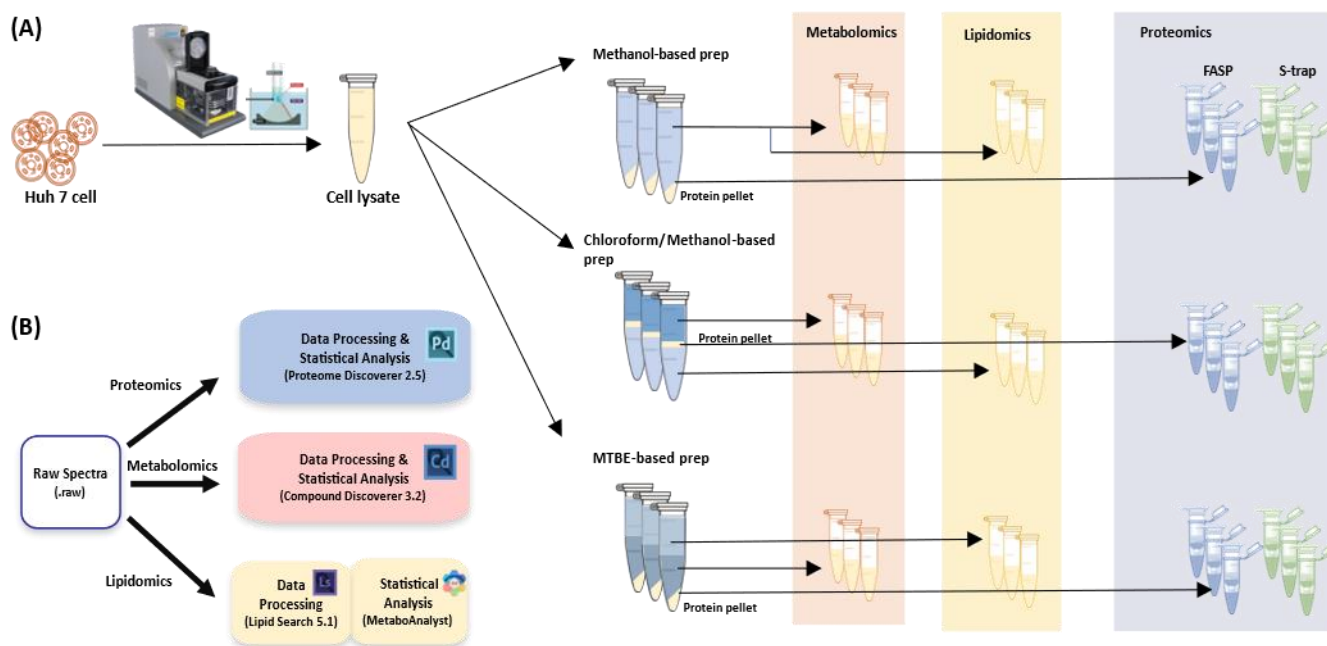 (A)
Huh 7 cell
Cell lysate
Methanol-based prep
Protein pellet
Chloroform/Methanol-based
prep
Protein pellet
MTBE-based prep
Protein pellet
Metabolomics
Lipidomics
Proteomics
FASP
S-trap
(B)
Raw Spectra
(.raw)
Proteomics
Metabolomics
Lipidomics
Data Processing &
Statistical Analysis
(Proteome Discoverer 2.5)
Pd
Data Processing &
Statistical Analysis
(Compound Discoverer 3.2)
Cd
Data
Processing
(Lipid Search 5.1)
Ls
Statistical
Analysis
(MetaboAnalyst)